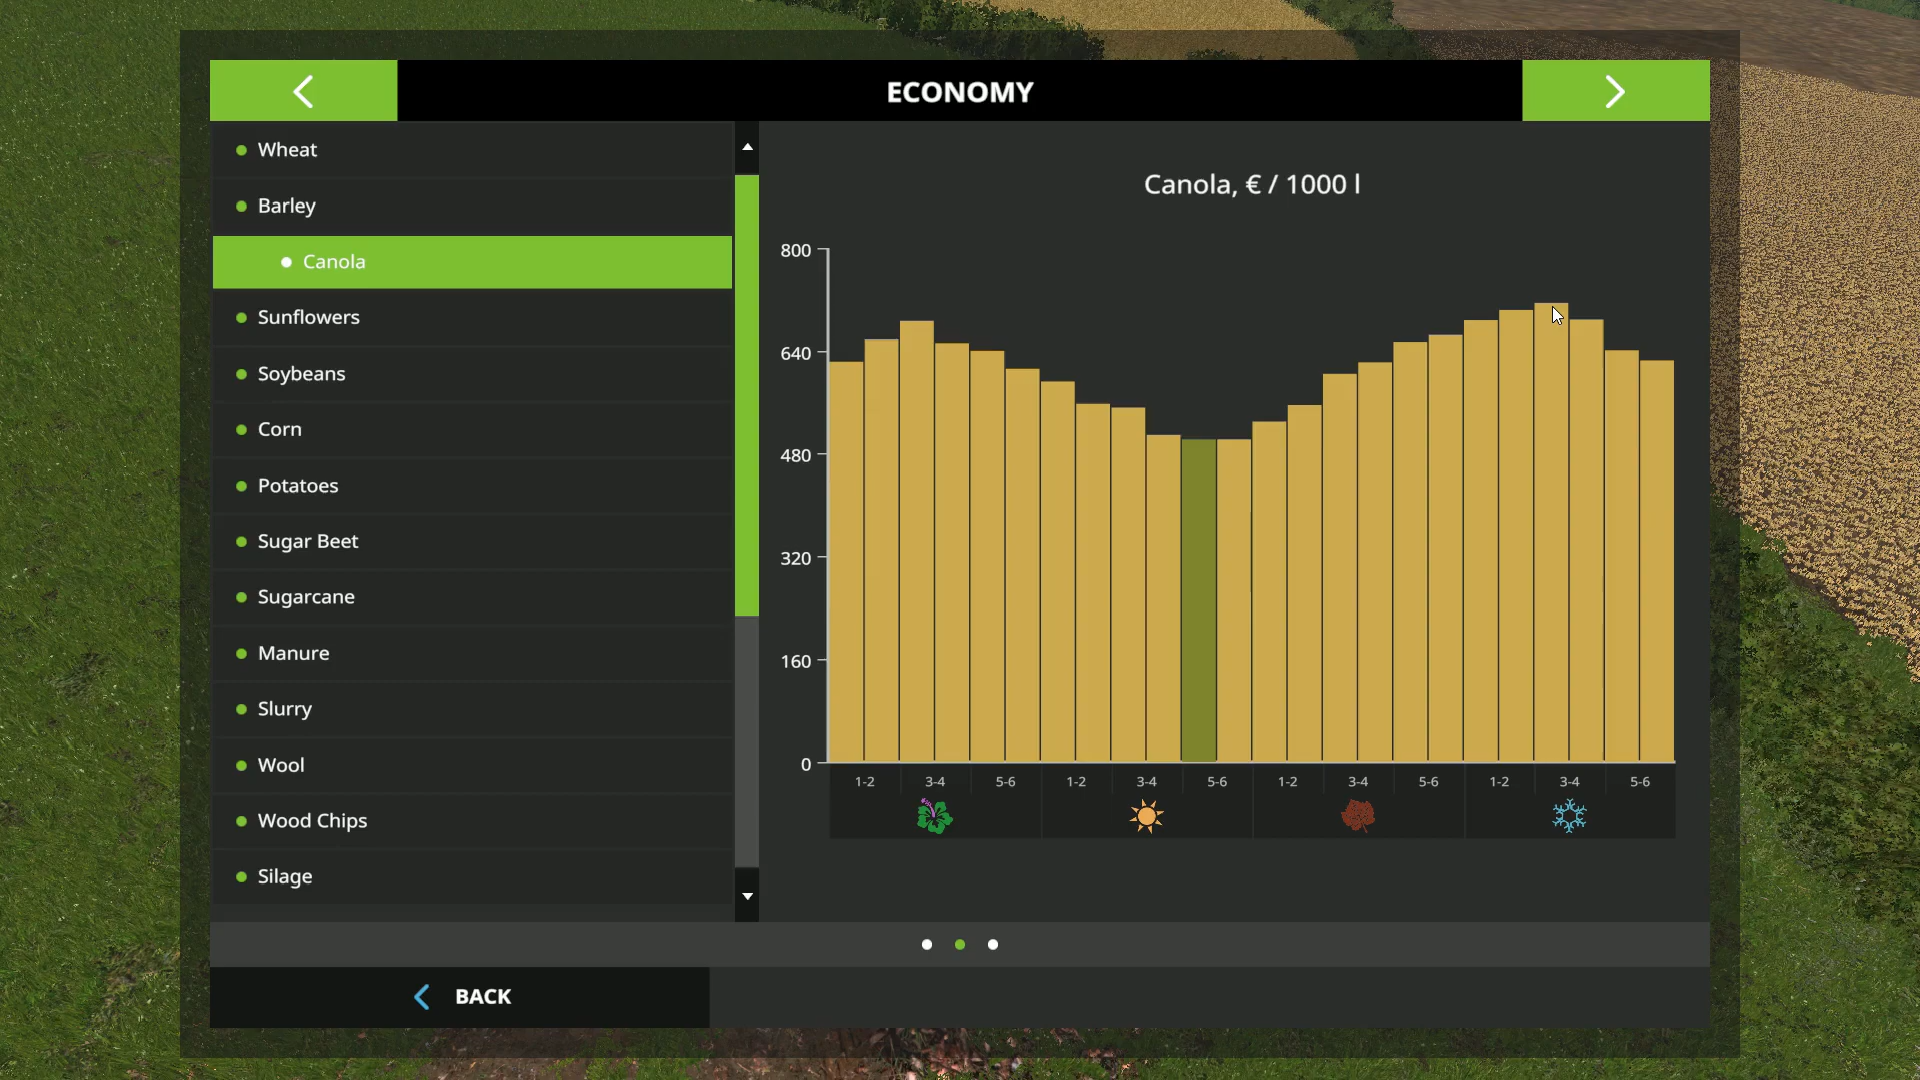 ECONOMY
Wheat
Barley
Canola
Sunflowers
Soybeans
Corn
Potatoes
Sugar Beet
Sugarcane
Manure
Slurry
Wool
Wood Chips
Silage
Canola, € / 1000 l
800
640
480
320
160
0
1-2 3-4 5-6 1-2 3-4 5-6 1-2 3-4 5-6 1-2 3-4 5-6
BACK